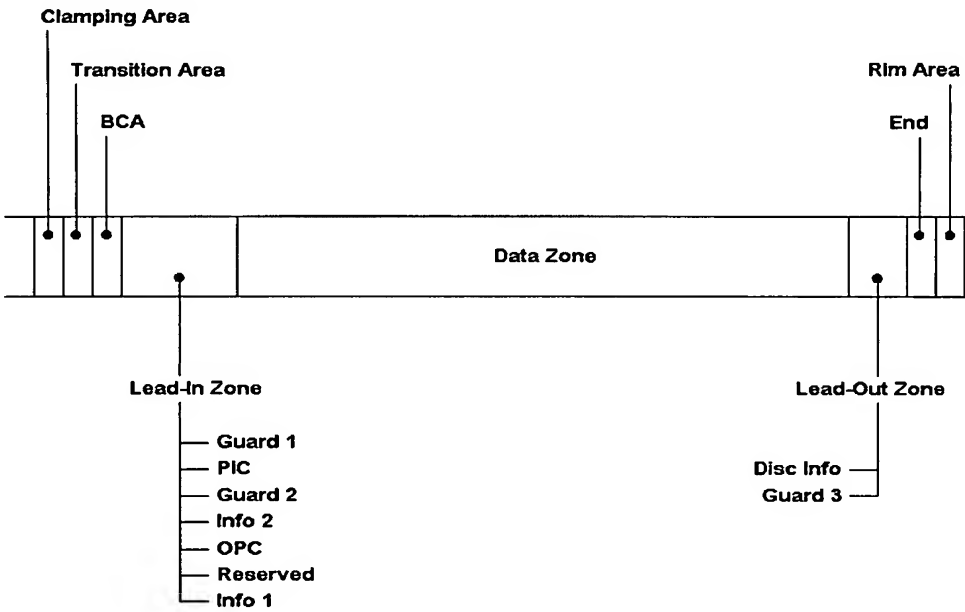 Clamping Area
Transition Area
Rim Area
BCA
End
Data Zone
Lead-In Zone
Lead-Out Zone
Guard 1
PIC
Disc Info
Guard 2
Guard 3
Info 2
OPC
Reserved
Info 1